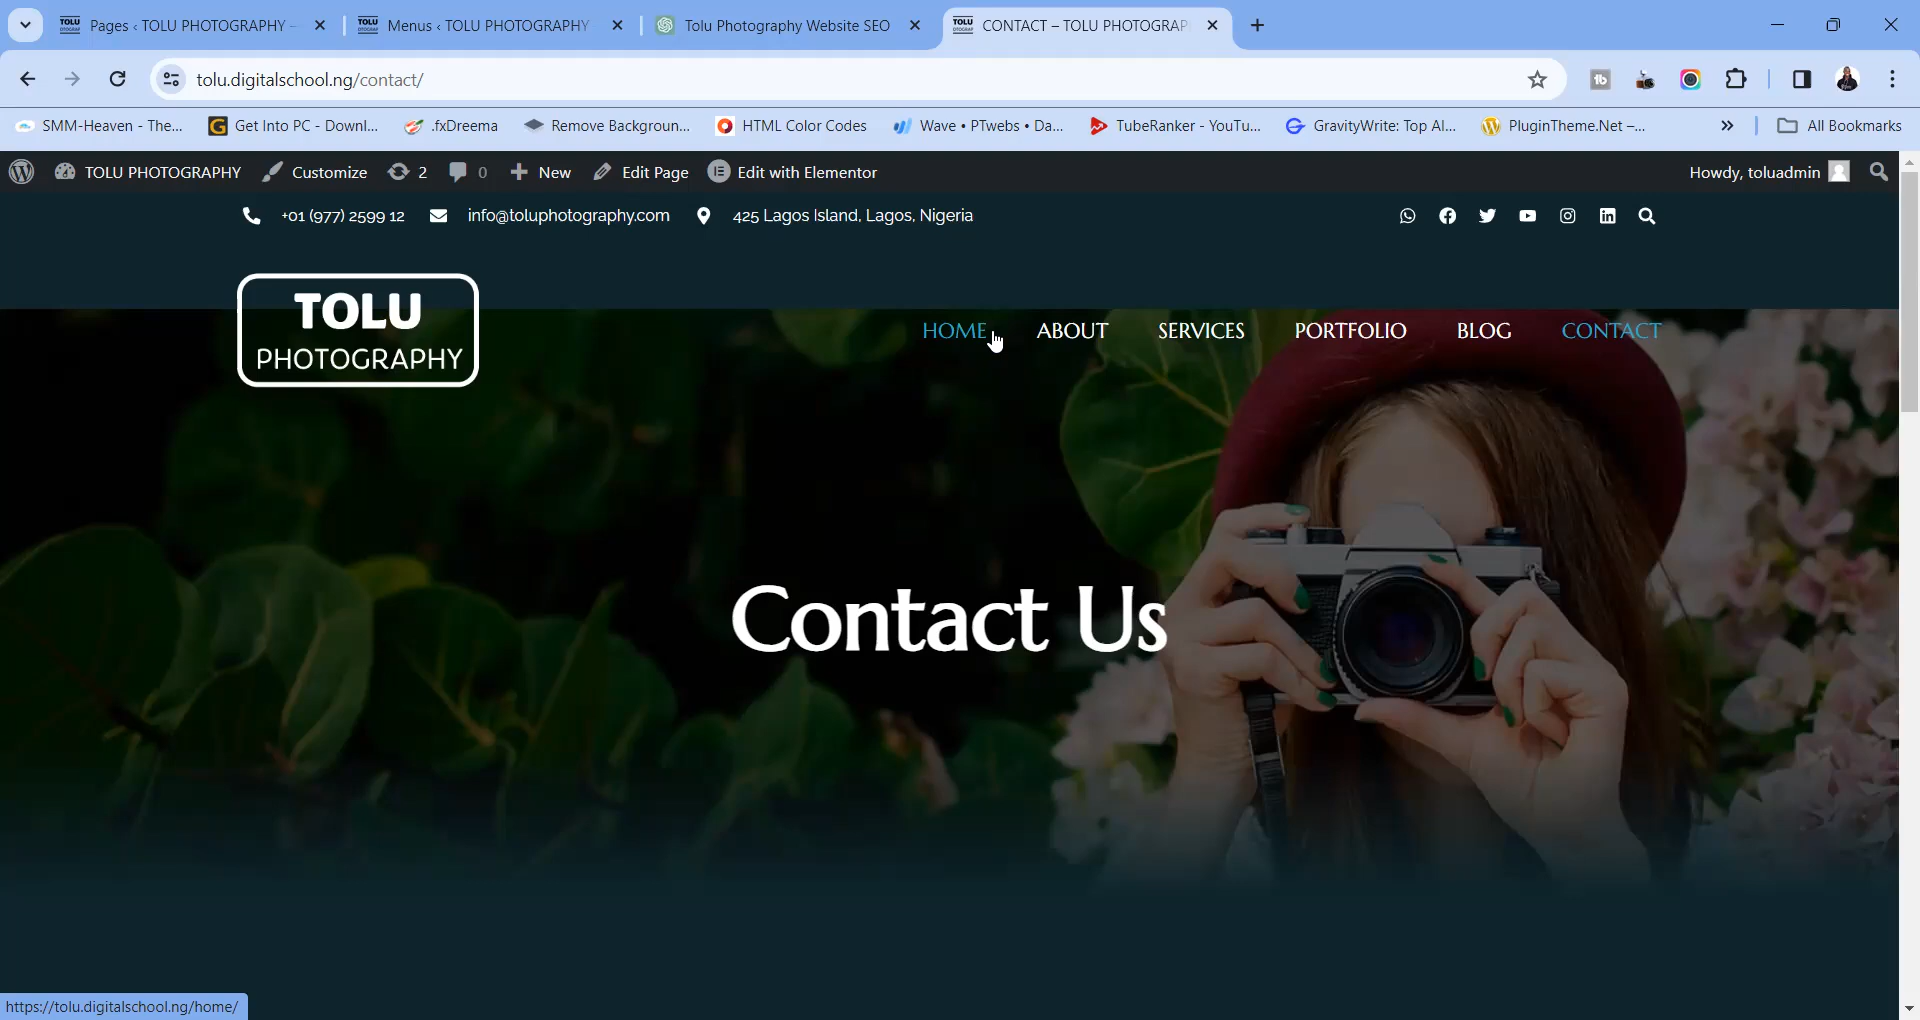 Pages ‹ TOLU PHOTOGRAPHY –
Menus ‹ TOLU PHOTOGRAPHY
Tolu Photography Website SEO
CONTACT – TOLU PHOTOGRAP
tolu.digitalschool.ng/contact/
SMM-Heaven - The... Get Into PC - Downl... .fxDreema Remove Backgroun... HTML Color Codes Wave • PTwebs • Da... TubeRanker - YouTu... GravityWrite: Top Al... PluginTheme.Net –... All Bookmarks
TOLU PHOTOGRAPHY Customize 2 0 New Edit Page Edit with Elementor Howdy, toluadmin
+01 (977) 2599 12 info@toluphotography.com 425 Lagos Island, Lagos, Nigeria
TOLU
PHOTOGRAPHY
HOME ABOUT SERVICES PORTFOLIO BLOG CONTACT
Contact Us
https://tolu.digitalschool.ng/home/